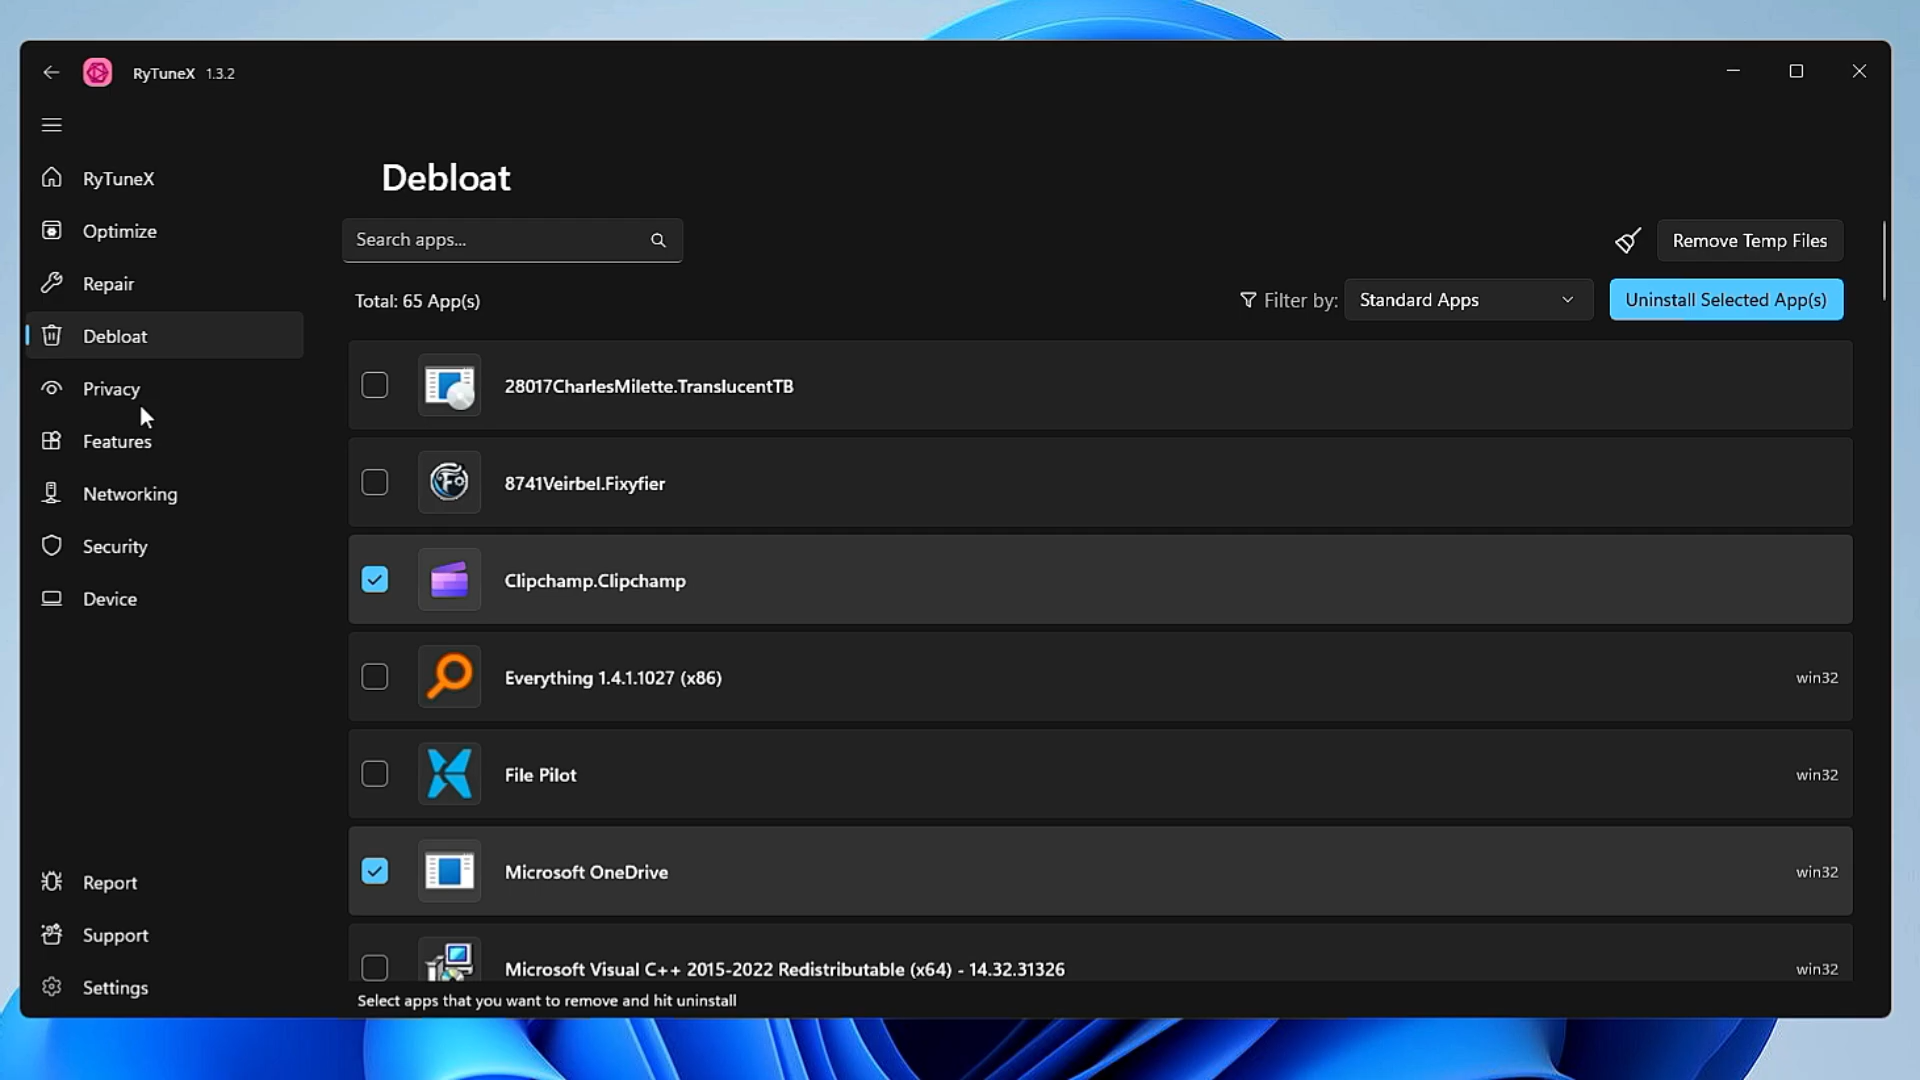 RyTuneX 1.3.2
RyTuneX
Optimize
Repair
Debloat
Privacy
Features
Networking
Security
Device
Report
Support
Settings
Debloat
Search apps...
Remove Temp Files
Total: 65 App(s)
Filter by: Standard Apps
Uninstall Selected App(s)
28017CharlesMilette.TranslucentTB
8741Veirbel.Fixyfier
Clipchamp.Clipchamp
Everything 1.4.1.1027 (x86) win32
File Pilot win32
Microsoft OneDrive win32
Microsoft Visual C++ 2015-2022 Redistributable (x64) - 14.32.31326 win32
Select apps that you want to remove and hit uninstall